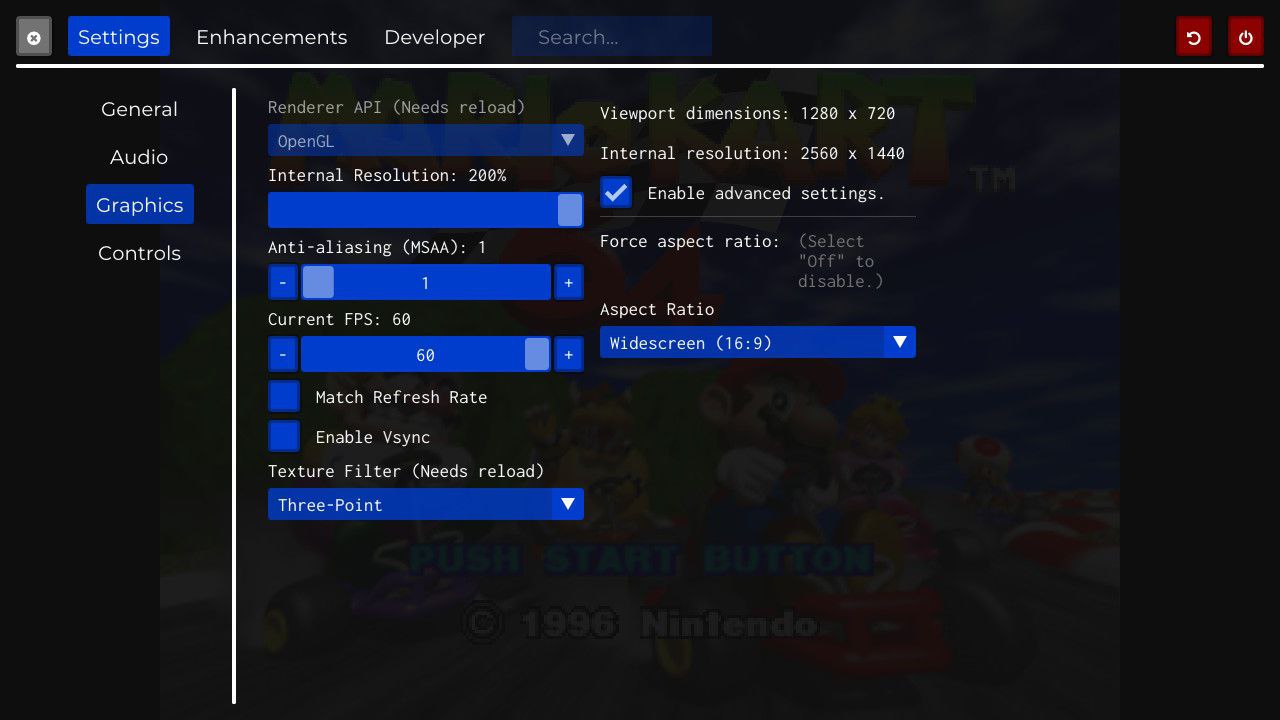 Settings
Enhancements
Developer
Search...
General
Audio
Graphics
Controls
Renderer API (Needs reload)
OpenGL
Internal Resolution: 200%
Anti-aliasing (MSAA): 1
- 1 +
Current FPS: 60
- 60 +
Match Refresh Rate
Enable Vsync
Texture Filter (Needs reload)
Three-Point
Viewport dimensions: 1280 x 720
Internal resolution: 2560 x 1440
Enable advanced settings.
Force aspect ratio: (Select
"Off" to
disable.)
Aspect Ratio
Widescreen (16:9)
MARIO KART
64
TM
PUSH START BUTTON
© 1996 Nintendo